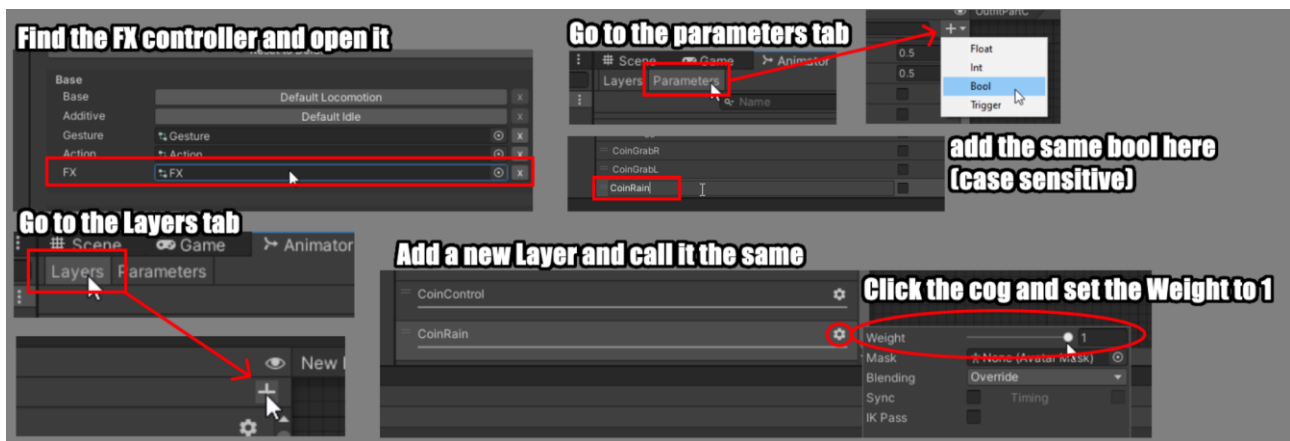 Find the FX controller and open it
Base
Base Default Locomotion X
Additive Default Idle X
Gesture Gesture X
Action Action X
FX FX X
Go to the parameters tab
# Scene Game Animator
Layers Parameters
Name
OutfitPartC
+
0.5 Float
0.5 Int
Bool
Trigger
CoinGrabR
CoinGrabL
CoinRain
add the same bool here
(case sensitive)
Go to the Layers tab
# Scene Game Animator
Layers Parameters
New
+
Add a new Layer and call it the same
CoinControl
CoinRain
Click the cog and set the Weight to 1
Weight 1
Mask None (Avatar Mask)
Blending Override
Sync Timing
IK Pass